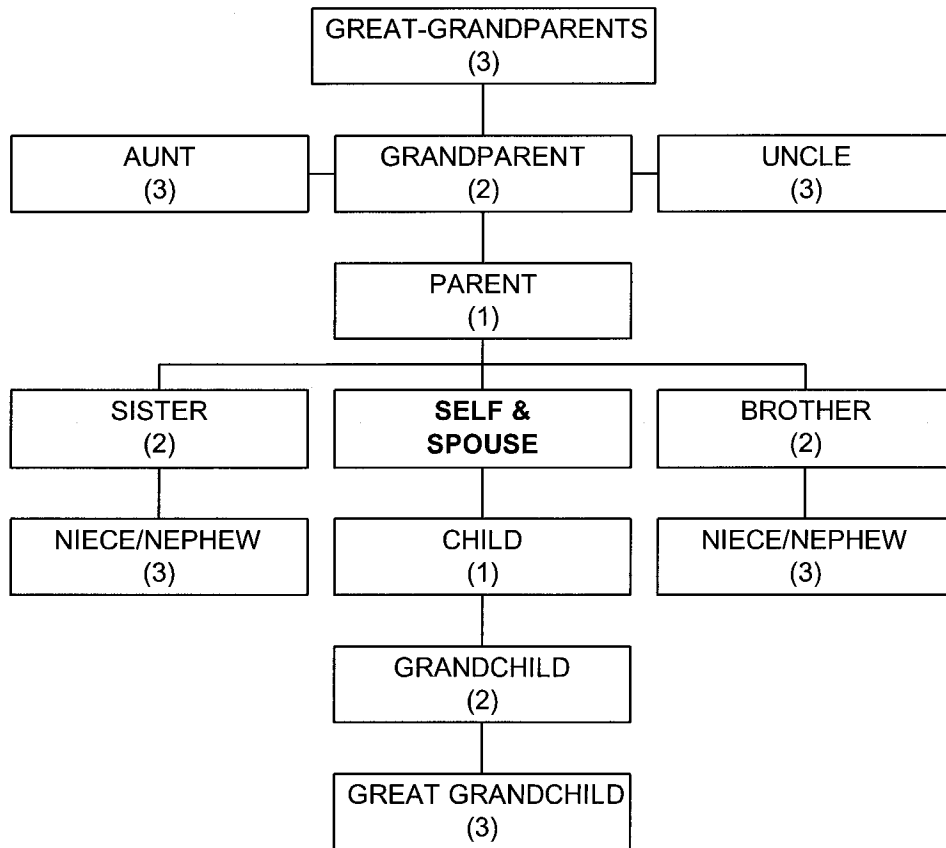 GREAT-GRANDPARENTS
(3)
AUNT
(3)
GRANDPARENT
(2)
UNCLE
(3)
PARENT
(1)
SISTER
(2)
SELF &
SPOUSE
BROTHER
(2)
NIECE/NEPHEW
(3)
CHILD
(1)
NIECE/NEPHEW
(3)
GRANDCHILD
(2)
GREAT GRANDCHILD
(3)